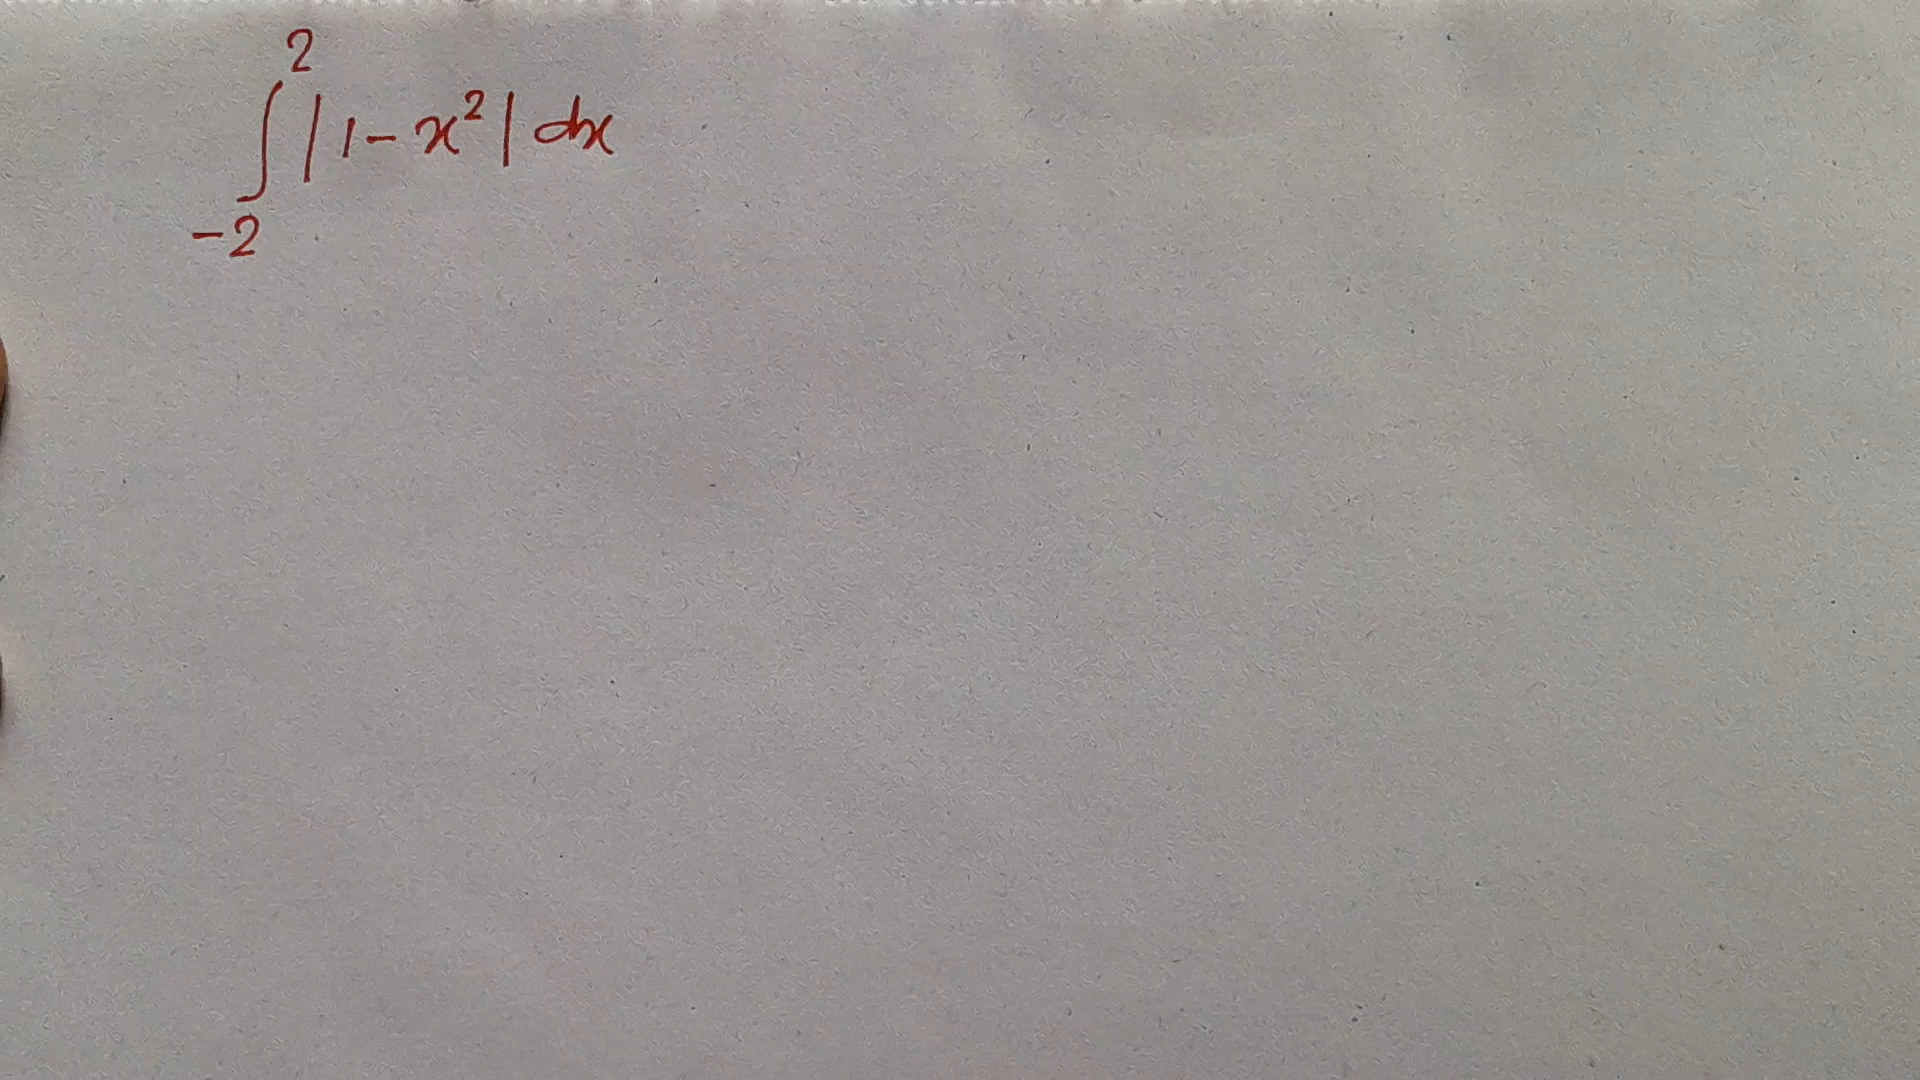 ∫_{-2}^{2} |1-x²| dx